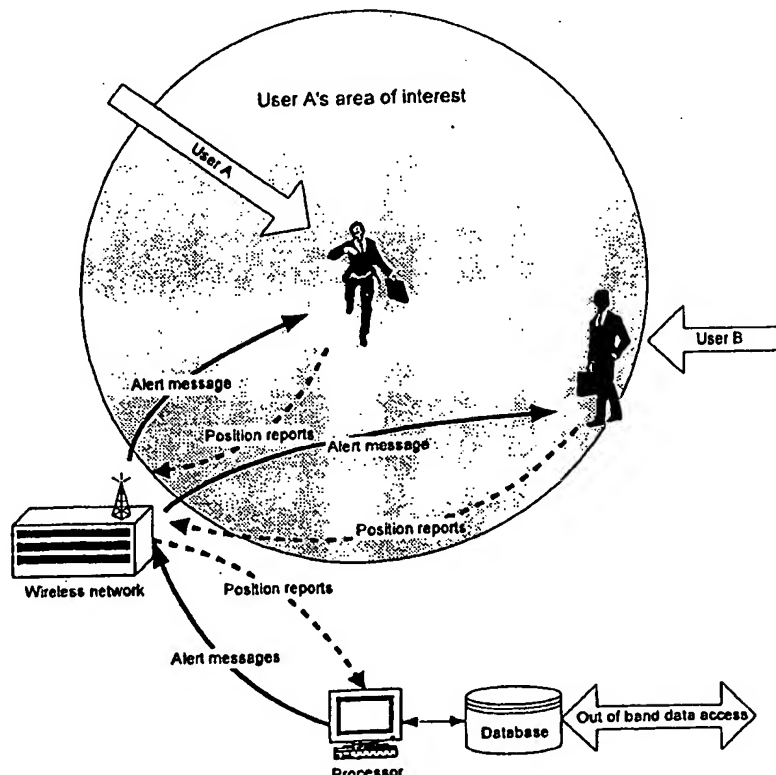 User A's area of interest
User A
User B
Alert message
Position reports
Alert message
Position reports
Wireless network
Position reports
Alert messages
Database
Out of band data access
Processor